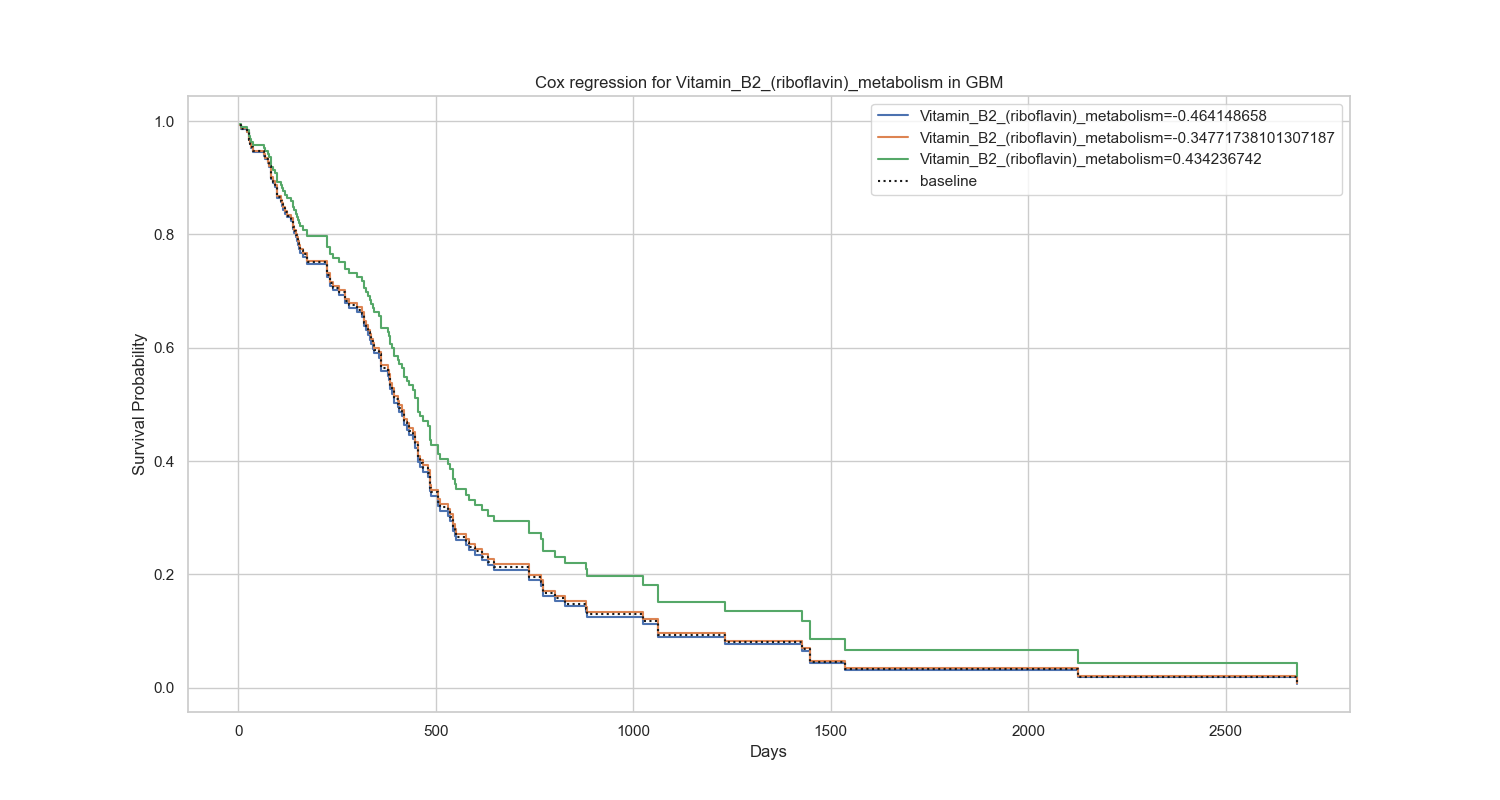 Cox regression for Vitamin_B2_(riboflavin)_metabolism in GBM
Vitamin_B2_(riboflavin)_metabolism=-0.464148658
Vitamin_B2_(riboflavin)_metabolism=-0.34771738101307187
Vitamin_B2_(riboflavin)_metabolism=0.434236742
baseline
Survival Probability
1.0
0.8
0.6
0.4
0.2
0.0
0 500 1000 1500 2000 2500
Days